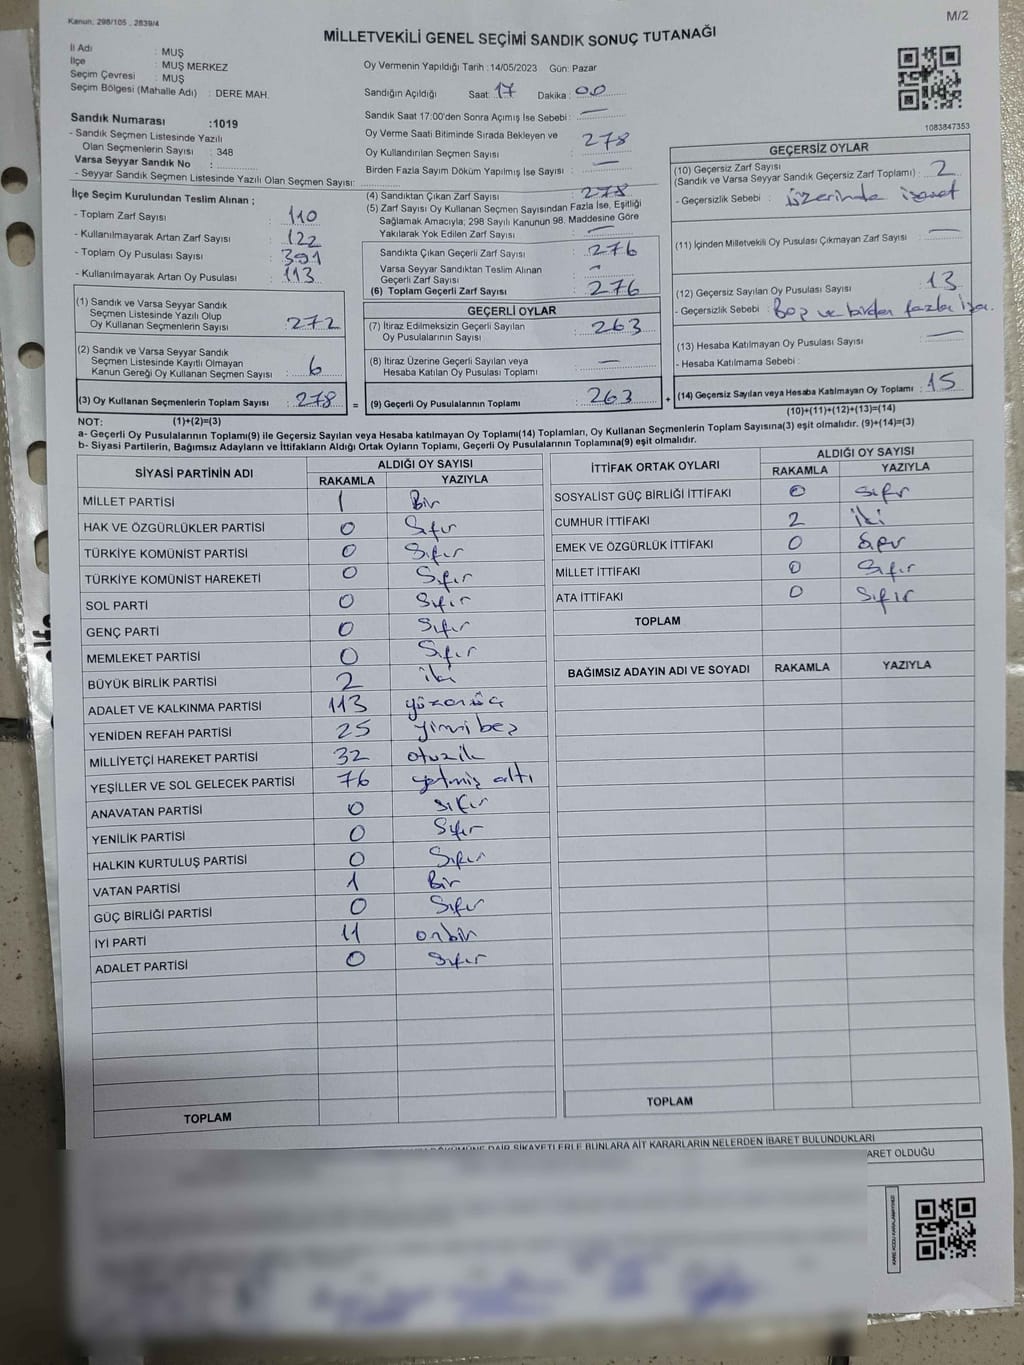 Kanun, 298/105 , 2839/4
M/2
MİLLETVEKİLİ GENEL SEÇİMİ SANDIK SONUÇ TUTANAĞI
İl Adı : MUŞ
İlçe : MUŞ MERKEZ
Seçim Çevresi : MUŞ
Seçim Bölgesi (Mahalle Adı) : DERE MAH.
Sandık Numarası :1019
- Sandık Seçmen Listesinde Yazılı
Olan Seçmenlerin Sayısı : 348
Varsa Seyyar Sandık No :
- Seyyar Sandık Seçmen Listesinde Yazılı Olan Seçmen Sayısı:
İlçe Seçim Kurulundan Teslim Alınan ;
- Toplam Zarf Sayısı : 110
- Kullanılmayarak Artan Zarf Sayısı : 122
- Toplam Oy Pusulası Sayısı : 391
- Kullanılmayarak Artan Oy Pusulası : 113
(1) Sandık ve Varsa Seyyar Sandık
Seçmen Listesinde Yazılı Olup
Oy Kullanan Seçmenlerin Sayısı : 272
(2) Sandık ve Varsa Seyyar Sandık
Seçmen Listesinde Kayıtlı Olmayan
Kanun Gereği Oy Kullanan Seçmen Sayısı : 6
(3) Oy Kullanan Seçmenlerin Toplam Sayısı : 278 =
Oy Vermenin Yapıldığı Tarih :14/05/2023 Gün: Pazar
Sandığın Açıldığı Saat: 17 Dakika : 00
Sandık Saat 17:00'den Sonra Açımış İse Sebebi : —
Oy Verme Saati Bitiminde Sırada Bekleyen ve
Oy Kullandırılan Seçmen Sayısı : 278
Birden Fazla Sayım Döküm Yapılmış İse Sayısı : —
(4) Sandıktan Çıkan Zarf Sayısı : 278
(5) Zarf Sayısı Oy Kullanan Seçmen Sayısından Fazla İse, Eşitliği
Sağlamak Amacıyla; 298 Sayılı Kanunun 98. Maddesine Göre
Yakılarak Yok Edilen Zarf Sayısı : —
Sandıkta Çıkan Geçerli Zarf Sayısı : 276
Varsa Seyyar Sandıktan Teslim Alınan
Geçerli Zarf Sayısı : -
(6) Toplam Geçerli Zarf Sayısı : 276
GEÇERLİ OYLAR
(7) İtiraz Edilmeksizin Geçerli Sayılan
Oy Pusulalarının Sayısı : 263
(8) İtiraz Üzerine Geçerli Sayılan veya
Hesaba Katılan Oy Pusulası Toplamı : —
(9) Geçerli Oy Pusulalarının Toplamı : 263 +
1083847353
GEÇERSİZ OYLAR
(10) Geçersiz Zarf Sayısı
(Sandık ve Varsa Seyyar Sandık Geçersiz Zarf Toplamı) : 2
- Geçersizlik Sebebi : üzerinde işaret
(11) İçinden Milletvekili Oy Pusulası Çıkmayan Zarf Sayısı : —
(12) Geçersiz Sayılan Oy Pusulası Sayısı : 13
- Geçersizlik Sebebi : Boş ve birden fazla
(13) Hesaba Katılmayan Oy Pusulası Sayısı : —
- Hesaba Katılmama Sebebi :
(14) Geçersiz Sayılan veya Hesaba Katılmayan Oy Toplamı : 15
NOT: (1)+(2)=(3)
(10)+(11)+(12)+(13)=(14)
a- Geçerli Oy Pusulalarının Toplamı(9) ile Geçersiz Sayılan veya Hesaba katılmayan Oy Toplamı(14) Toplamları, Oy Kullanan Seçmenlerin Toplam Sayısına(3) eşit olmalıdır. (9)+(14)=(3)
b- Siyasi Partilerin, Bağımsız Adayların ve İttifakların Aldığı Ortak Oyların Toplamı, Geçerli Oy Pusulalarının Toplamına(9) eşit olmalıdır.
SİYASİ PARTİNİN ADI ALDIĞI OY SAYISI
RAKAMLA YAZIYLA
MİLLET PARTİSİ 1 Bir
HAK VE ÖZGÜRLÜKLER PARTİSİ 0 Sıfır
TÜRKİYE KOMÜNİST PARTİSİ 0 Sıfır
TÜRKİYE KOMÜNİST HAREKETİ 0 Sıfır
SOL PARTİ 0 Sıfır
GENÇ PARTİ 0 Sıfır
MEMLEKET PARTİSİ 0 Sıfır
BÜYÜK BİRLİK PARTİSİ 2 iki
ADALET VE KALKINMA PARTİSİ 113 yüzonüç
YENİDEN REFAH PARTİSİ 25 yirmibeş
MİLLİYETÇİ HAREKET PARTİSİ 32 otuziki
YEŞİLLER VE SOL GELECEK PARTİSİ 76 yetmiş altı
ANAVATAN PARTİSİ 0 sıfır
YENİLİK PARTİSİ 0 Sıfır
HALKIN KURTULUŞ PARTİSİ 0 Sıfır
VATAN PARTİSİ 1 Bir
GÜÇ BİRLİĞİ PARTİSİ 0 Sıfır
İYİ PARTİ 11 onbir
ADALET PARTİSİ 0 Sıfır
TOPLAM
İTTİFAK ORTAK OYLARI ALDIĞI OY SAYISI
RAKAMLA YAZIYLA
SOSYALİST GÜÇ BİRLİĞİ İTTİFAKI 0 sıfır
CUMHUR İTTİFAKI 2 iki
EMEK VE ÖZGÜRLÜK İTTİFAKI 0 Sıfır
MİLLET İTTİFAKI 0 Sıfır
ATA İTTİFAKI 0 Sıfır
TOPLAM
BAĞIMSIZ ADAYIN ADI VE SOYADI RAKAMLA YAZIYLA
TOPLAM
DAİR ŞİKAYETLERLE BUNLARA AİT KARARLARIN NELERDEN İBARET BULUNDUKLARI
OLDUĞU